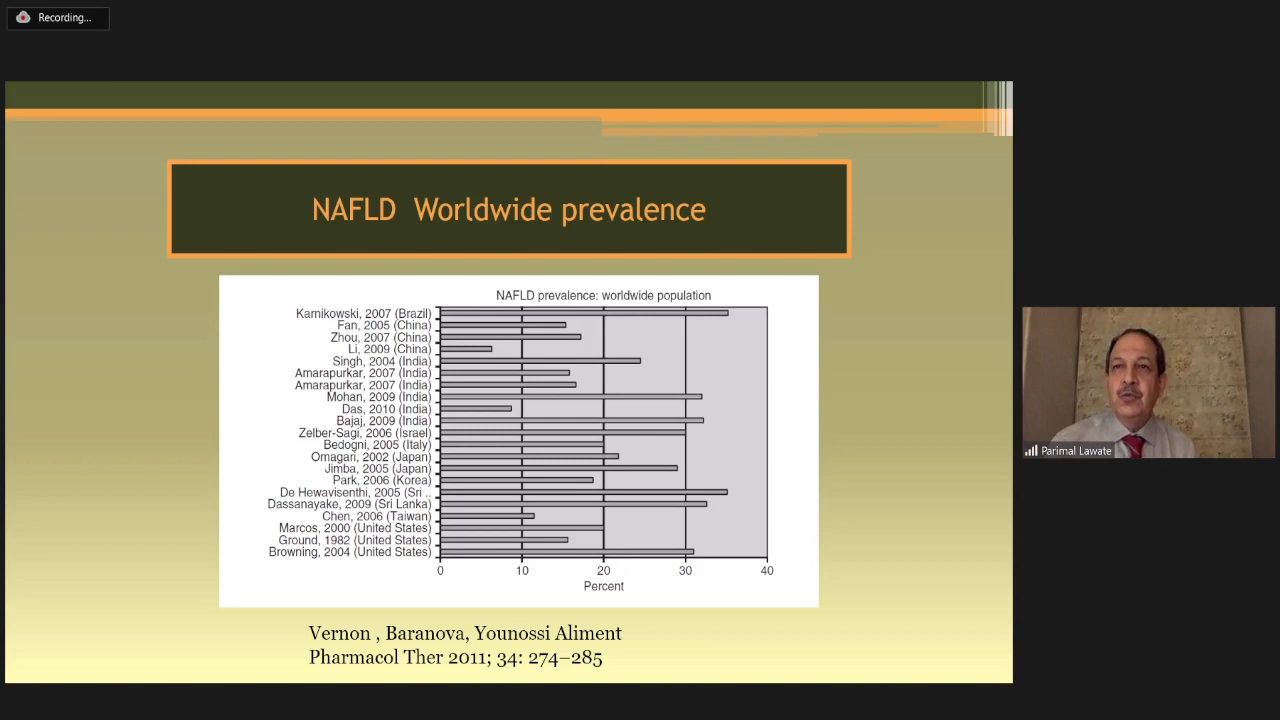 Recording...
NAFLD Worldwide prevalence
NAFLD prevalence: worldwide population
Karnikowski, 2007 (Brazil)
Fan, 2005 (China)
Zhou, 2007 (China)
Li, 2009 (China)
Singh, 2004 (India)
Amarapurkar, 2007 (India)
Amarapurkar, 2007 (India)
Mohan, 2009 (India)
Das, 2010 (India)
Bajaj, 2009 (India)
Zelber-Sagi, 2006 (Israel)
Bedogni, 2005 (Italy)
Omagari, 2002 (Japan)
Jimba, 2005 (Japan)
Park, 2006 (Korea)
De Hewavisenthi, 2005 (Sri ..
Dassanayake, 2009 (Sri Lanka)
Chen, 2006 (Taiwan)
Marcos, 2000 (United States)
Ground, 1982 (United States)
Browning, 2004 (United States)
0 10 20 30 40
Percent
Vernon , Baranova, Younossi Aliment
Pharmacol Ther 2011; 34: 274–285
Parimal Lawate